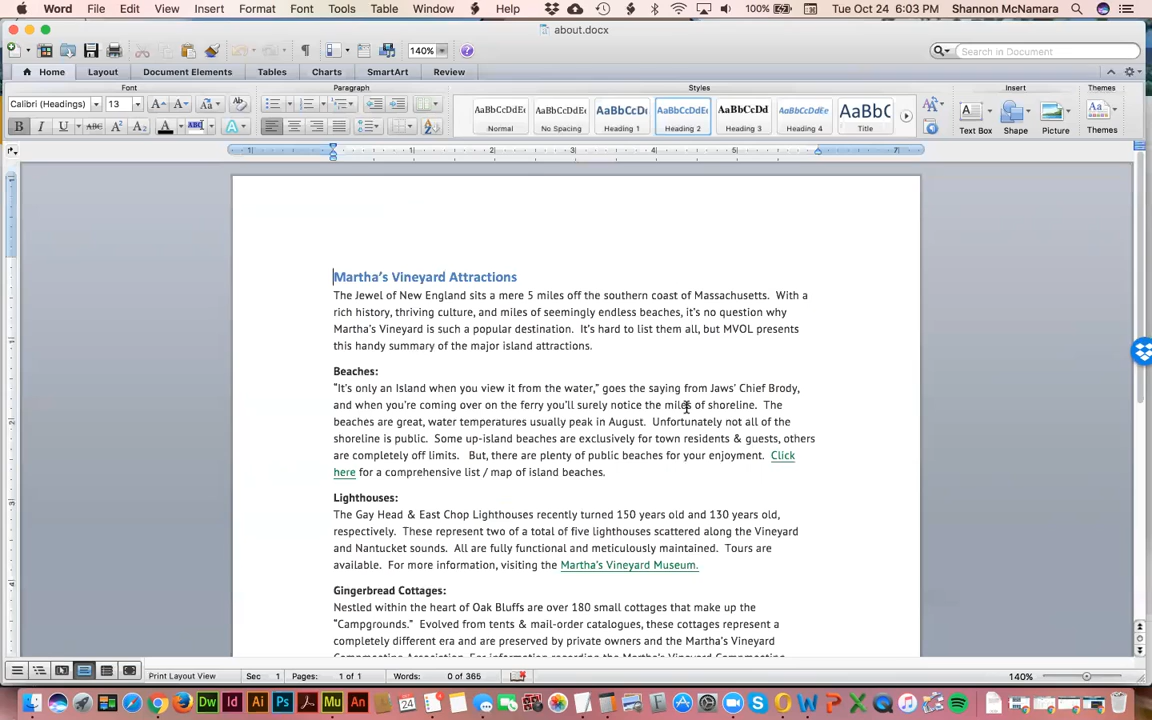 Word File Edit View Insert Format Font Tools Table Window Help 100% Tue Oct 24 6:03 PM Shannon McNamara
about.docx
140% Search in Document
Home Layout Document Elements Tables Charts SmartArt Review
Font Paragraph Styles Insert Themes
Calibri (Headings) 13
AaBbCcDdEe AaBbCcDdEe AaBbCcDc AaBbCcDdEe AaBbCcDd AaBbCcDdEe AaBbC
Normal No Spacing Heading 1 Heading 2 Heading 3 Heading 4 Title Text Box Shape Picture Themes
Martha’s Vineyard Attractions
The Jewel of New England sits a mere 5 miles off the southern coast of Massachusetts. With a
rich history, thriving culture, and miles of seemingly endless beaches, it’s no question why
Martha’s Vineyard is such a popular destination. It’s hard to list them all, but MVOL presents
this handy summary of the major island attractions.
Beaches:
“It’s only an Island when you view it from the water,” goes the saying from Jaws’ Chief Brody,
and when you’re coming over on the ferry you’ll surely notice the miles of shoreline. The
beaches are great, water temperatures usually peak in August. Unfortunately not all of the
shoreline is public. Some up-island beaches are exclusively for town residents & guests, others
are completely off limits. But, there are plenty of public beaches for your enjoyment. Click
here for a comprehensive list / map of island beaches.
Lighthouses:
The Gay Head & East Chop Lighthouses recently turned 150 years old and 130 years old,
respectively. These represent two of a total of five lighthouses scattered along the Vineyard
and Nantucket sounds. All are fully functional and meticulously maintained. Tours are
available. For more information, visiting the Martha’s Vineyard Museum.
Gingerbread Cottages:
Nestled within the heart of Oak Bluffs are over 180 small cottages that make up the
“Campgrounds.” Evolved from tents & mail-order catalogues, these cottages represent a
completely different era and are preserved by private owners and the Martha’s Vineyard
Print Layout View Sec 1 Pages: 1 of 1 Words: 0 of 365 140%